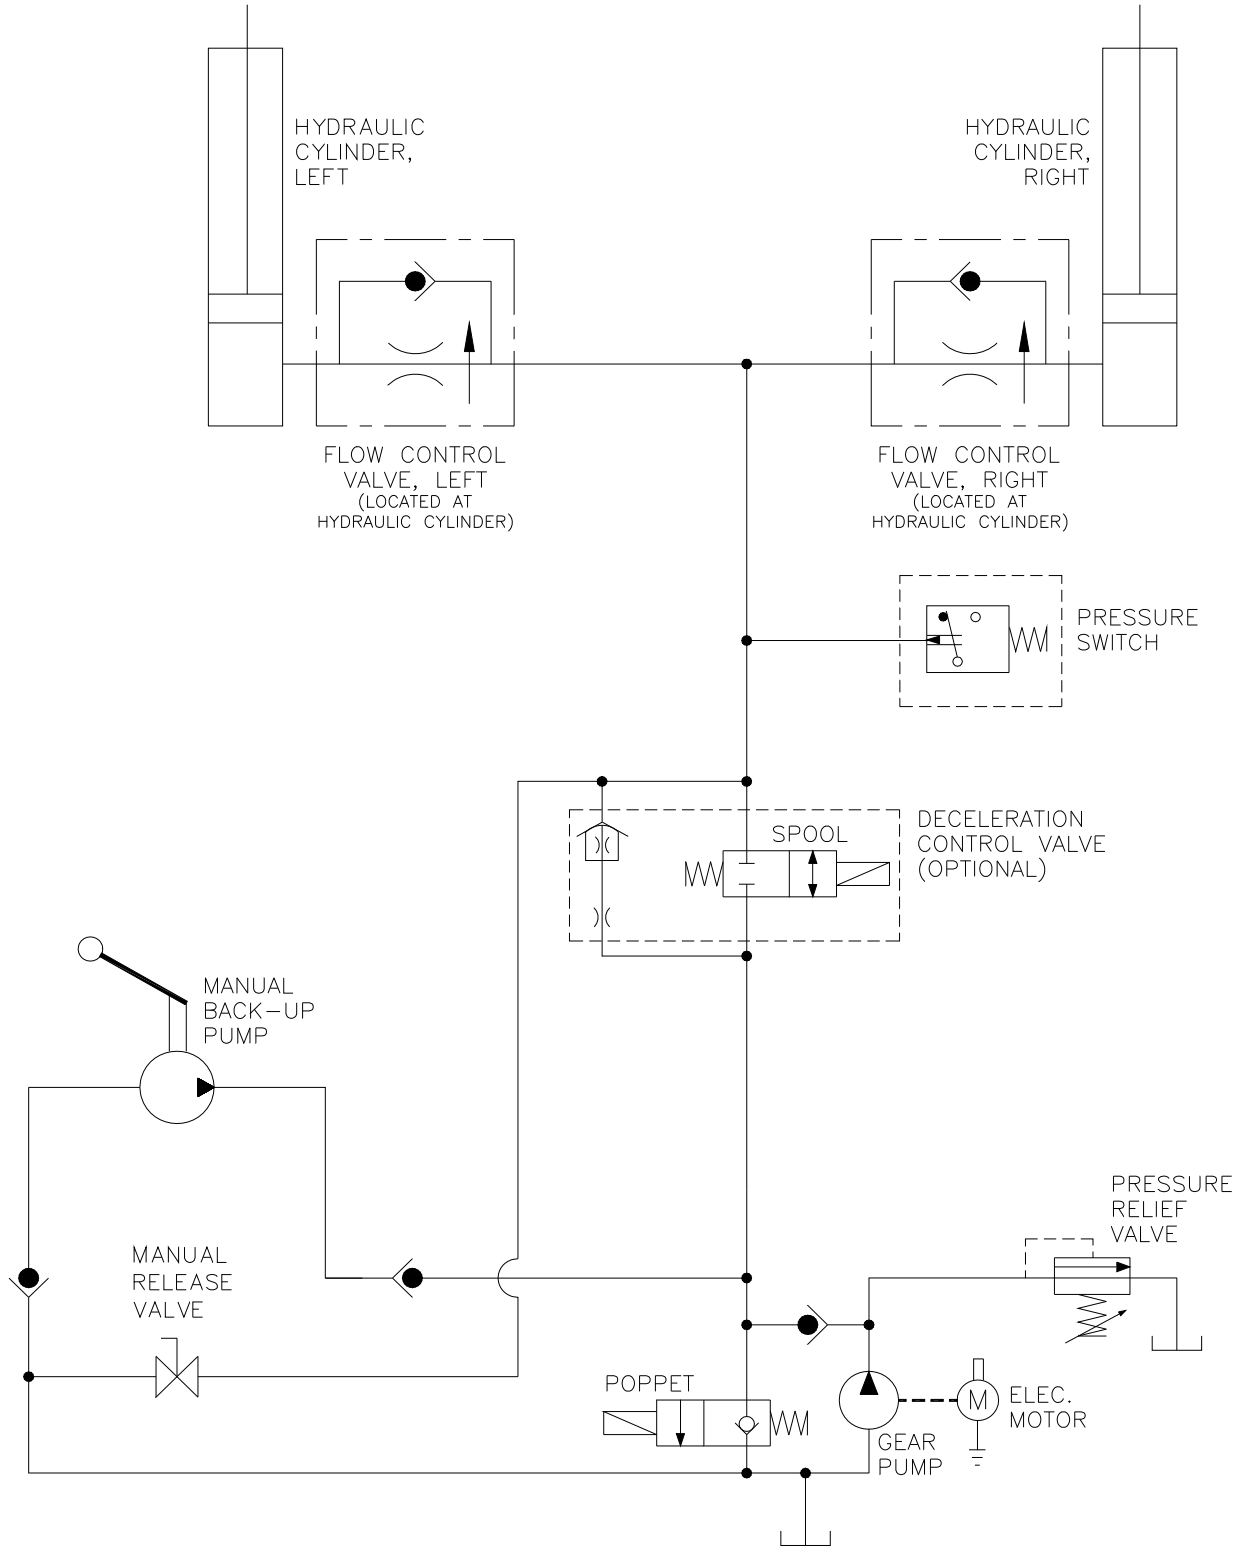 HYDRAULIC
CYLINDER,
LEFT
HYDRAULIC
CYLINDER,
RIGHT
FLOW CONTROL
VALVE, LEFT
(LOCATED AT
HYDRAULIC CYLINDER)
FLOW CONTROL
VALVE, RIGHT
(LOCATED AT
HYDRAULIC CYLINDER)
PRESSURE
SWITCH
SPOOL
DECELERATION
CONTROL VALVE
(OPTIONAL)
MANUAL
BACK-UP
PUMP
MANUAL
RELEASE
VALVE
PRESSURE
RELIEF
VALVE
POPPET
M
ELEC.
MOTOR
GEAR
PUMP